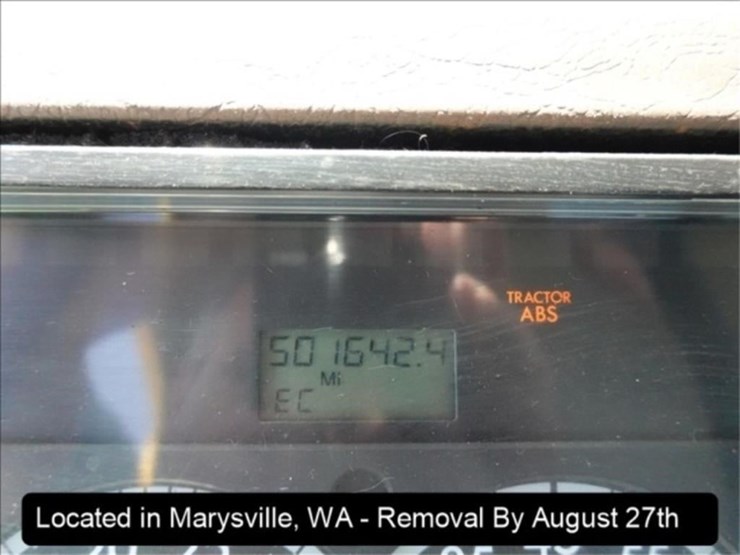 TRACTOR
ABS
501642.4
Mi
EC
Located in Marysville, WA - Removal By August 27th